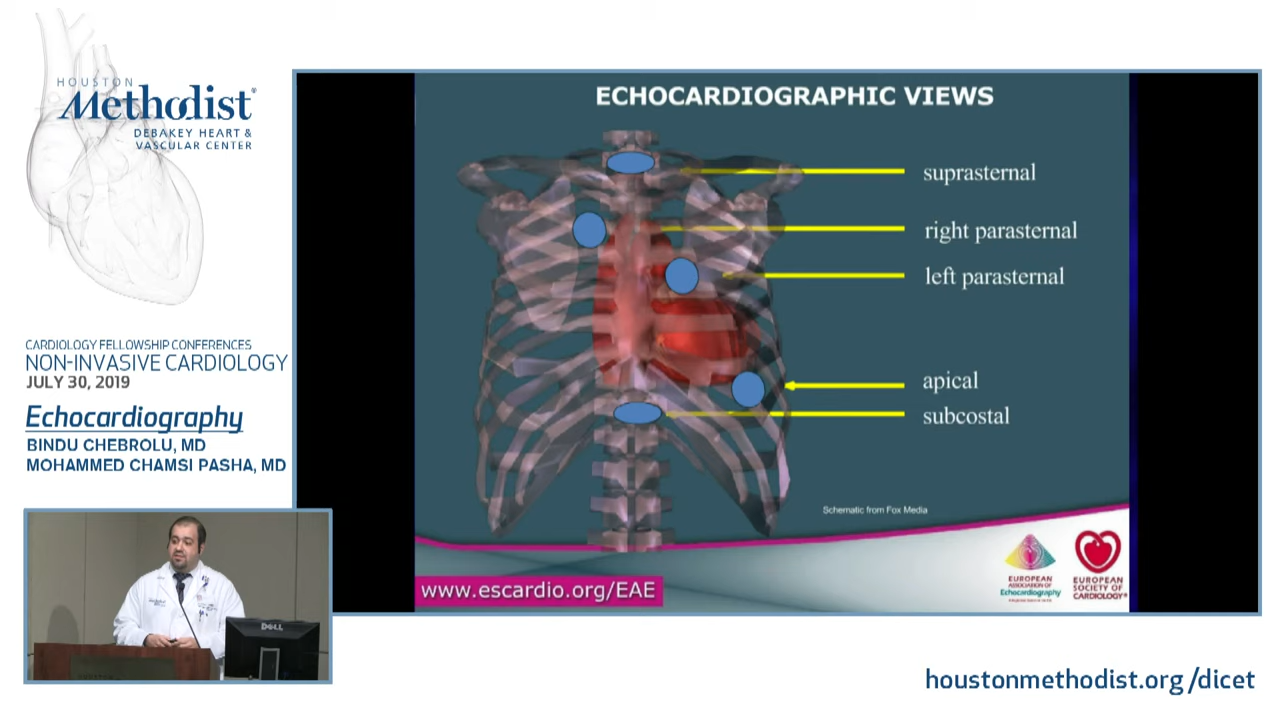 HOUSTON
Methodist®
DEBAKEY HEART &
VASCULAR CENTER
CARDIOLOGY FELLOWSHIP CONFERENCES
NON-INVASIVE CARDIOLOGY
JULY 30, 2019
Echocardiography
BINDU CHEBROLU, MD
MOHAMMED CHAMSI PASHA, MD
ECHOCARDIOGRAPHIC VIEWS
suprasternal
right parasternal
left parasternal
apical
subcostal
Schematic from Fox Media
www.escardio.org/EAE
EUROPEAN
ASSOCIATION OF
Echocardiography
EUROPEAN
SOCIETY OF
CARDIOLOGY®
DELL
houstonmethodist.org/dicet